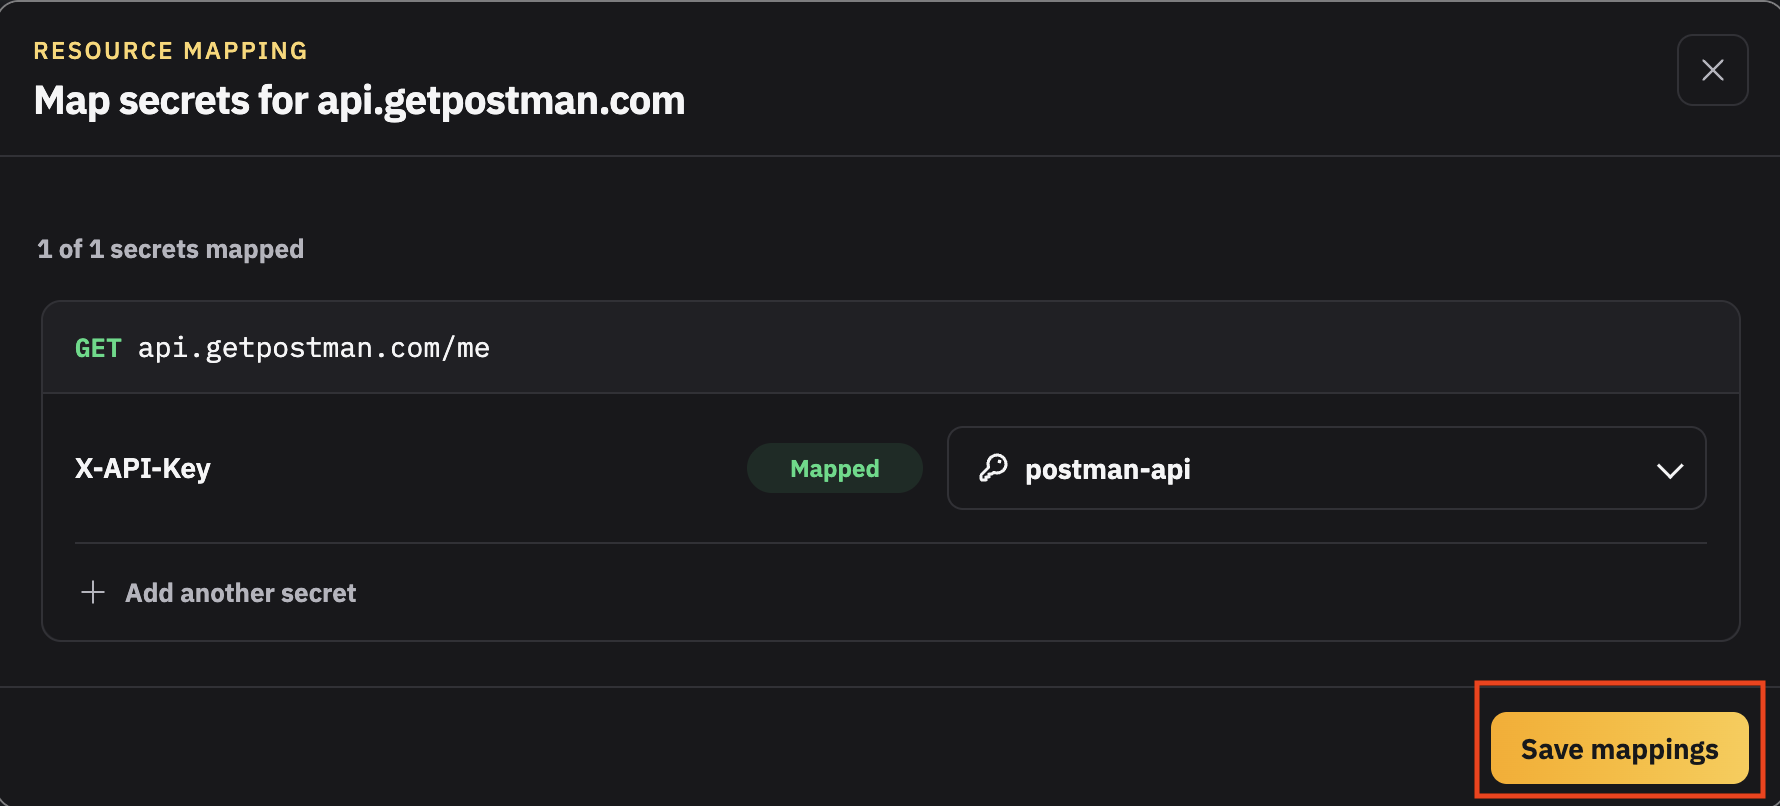 RESOURCE MAPPING
Map secrets for api.getpostman.com
1 of 1 secrets mapped
GET api.getpostman.com/me
X-API-Key Mapped postman-api
Add another secret
Save mappings